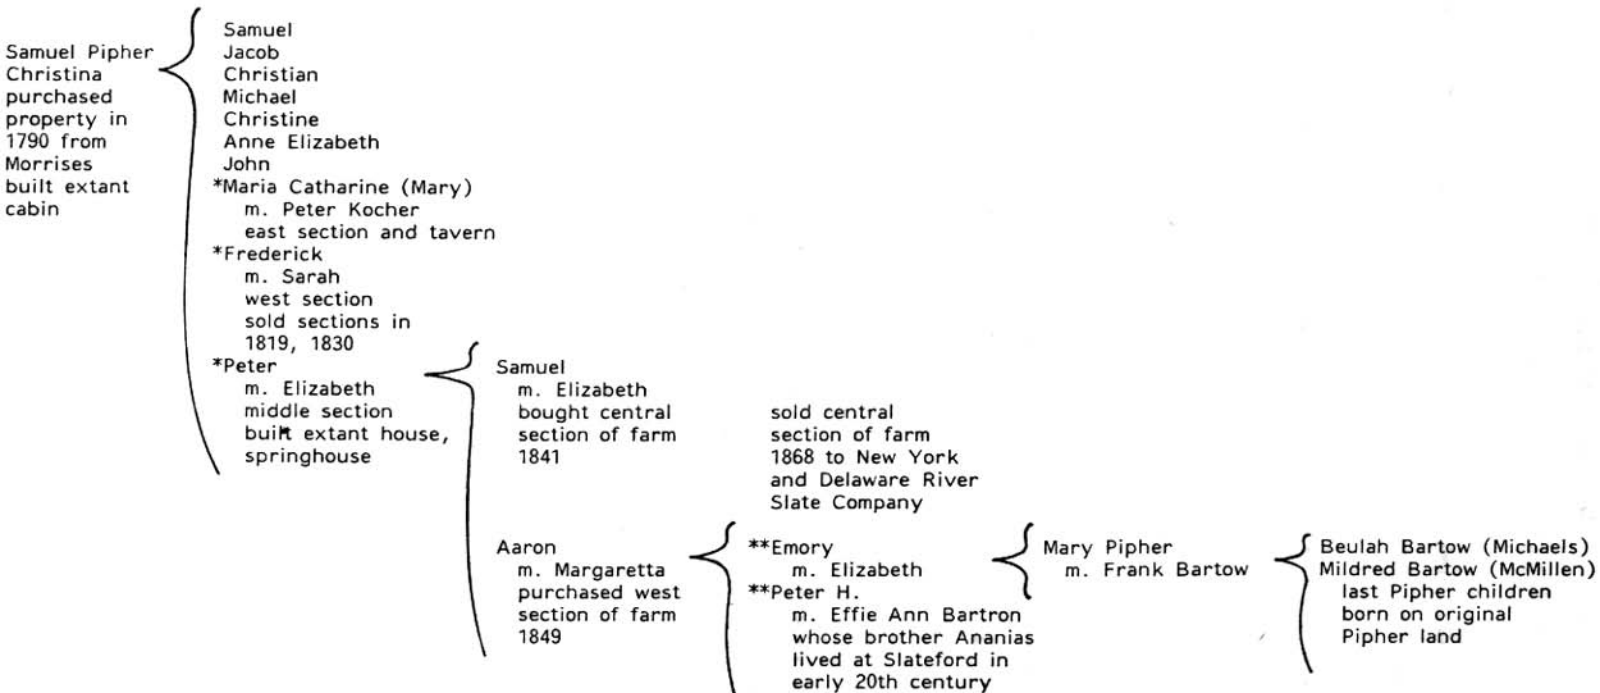 Samuel Pipher
Christina
purchased
property in
1790 from
Morrises
built extant
cabin
Samuel
Jacob
Christian
Michael
Christine
Anne Elizabeth
John
*Maria Catharine (Mary)
m. Peter Kocher
east section and tavern
*Frederick
m. Sarah
west section
sold sections in
1819, 1830
*Peter
m. Elizabeth
middle section
built extant house,
springhouse
Samuel
m. Elizabeth
bought central
section of farm
1841
sold central
section of farm
1868 to New York
and Delaware River
Slate Company
Aaron
m. Margaretta
purchased west
section of farm
1849
**Emory
m. Elizabeth
**Peter H.
m. Effie Ann Bartron
whose brother Ananias
lived at Slateford in
early 20th century
Mary Pipher
m. Frank Bartow
Beulah Bartow (Michaels)
Mildred Bartow (McMillen)
last Pipher children
born on original
Pipher land